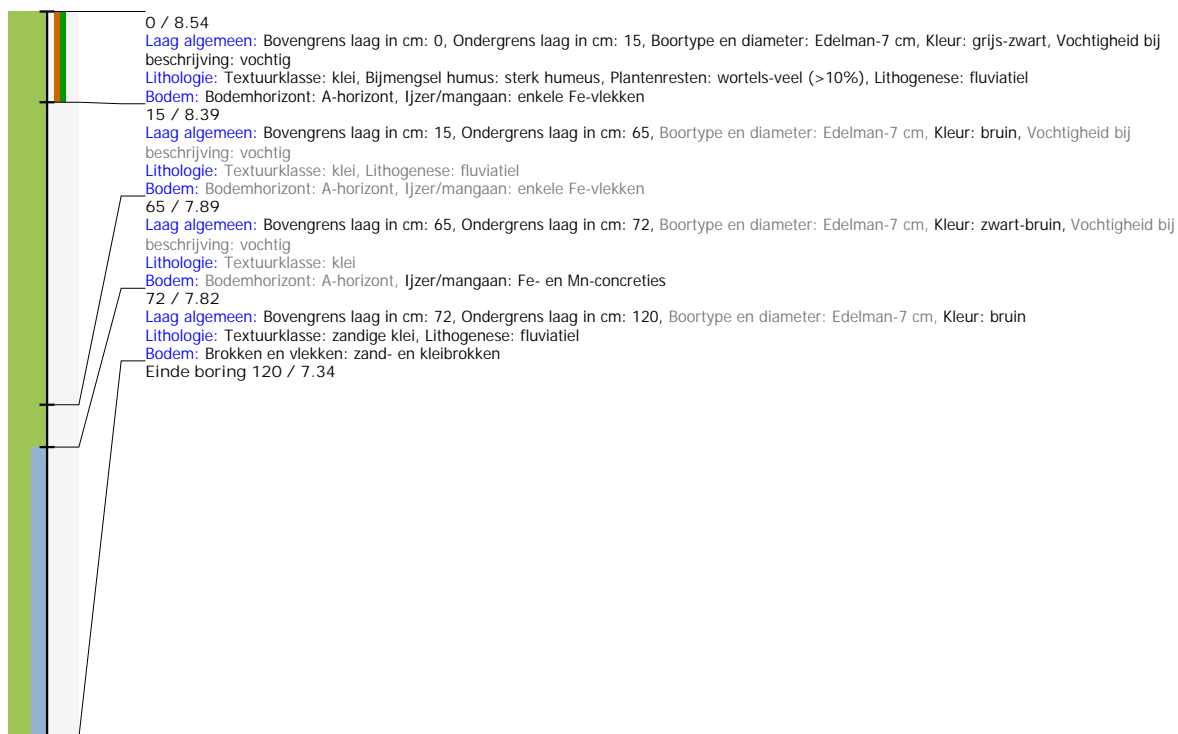 0 / 8.54
Laag algemeen: Bovengrens laag in cm: 0, Ondergrens laag in cm: 15, Boortype en diameter: Edelman-7 cm, Kleur: grijs-zwart, Vochtigheid bij
beschrijving: vochtig
Lithologie: Textuurklasse: klei, Bijmengsel humus: sterk humeus, Plantenresten: wortels-veel (>10%), Lithogenese: fluviatiel
Bodem: Bodemhorizont: A-horizont, Ijzer/mangaan: enkele Fe-vlekken
15 / 8.39
Laag algemeen: Bovengrens laag in cm: 15, Ondergrens laag in cm: 65, Boortype en diameter: Edelman-7 cm, Kleur: bruin, Vochtigheid bij
beschrijving: vochtig
Lithologie: Textuurklasse: klei, Lithogenese: fluviatiel
Bodem: Bodemhorizont: A-horizont, Ijzer/mangaan: enkele Fe-vlekken
65 / 7.89
Laag algemeen: Bovengrens laag in cm: 65, Ondergrens laag in cm: 72, Boortype en diameter: Edelman-7 cm, Kleur: zwart-bruin, Vochtigheid bij
beschrijving: vochtig
Lithologie: Textuurklasse: klei
Bodem: Bodemhorizont: A-horizont, Ijzer/mangaan: Fe- en Mn-concreties
72 / 7.82
Laag algemeen: Bovengrens laag in cm: 72, Ondergrens laag in cm: 120, Boortype en diameter: Edelman-7 cm, Kleur: bruin
Lithologie: Textuurklasse: zandige klei, Lithogenese: fluviatiel
Bodem: Brokken en vlekken: zand- en kleibrokken
Einde boring 120 / 7.34